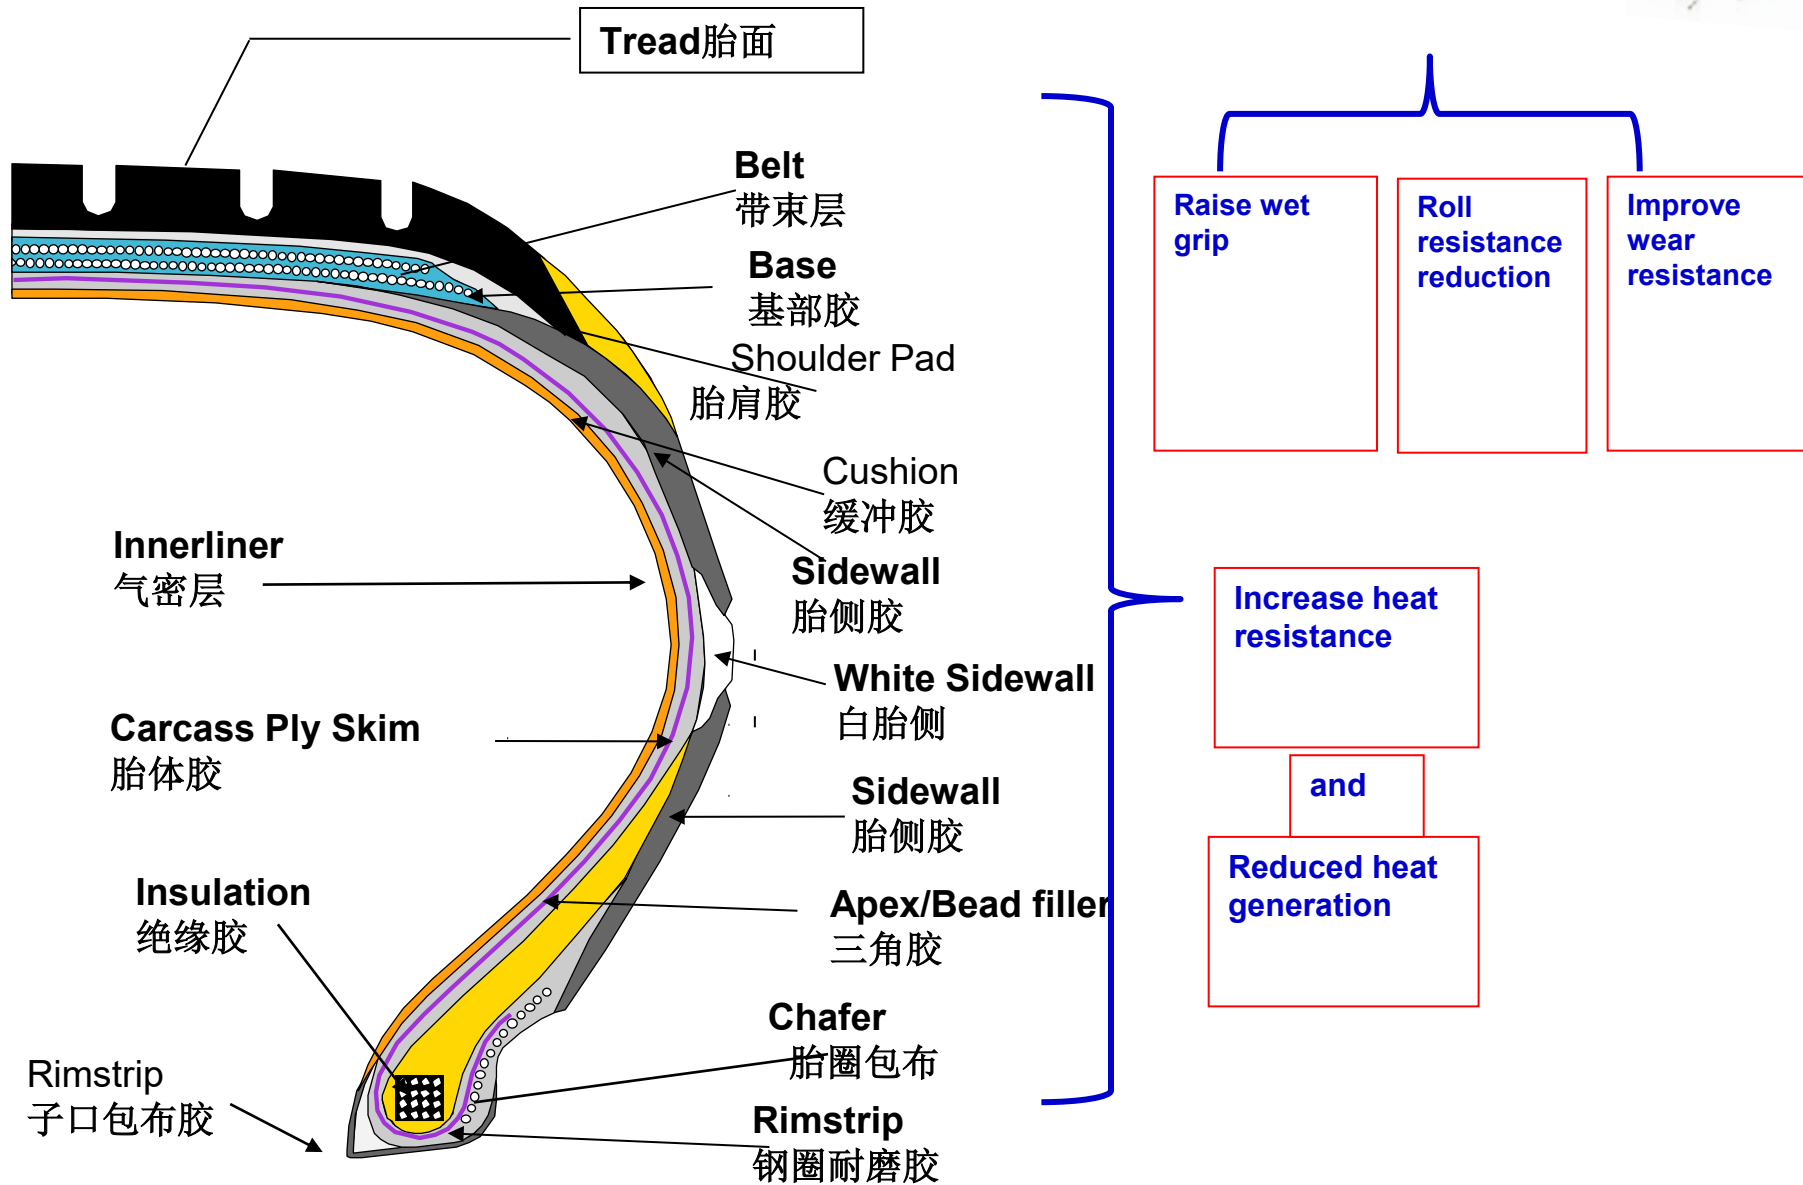 Tread胎面
Belt
带束层
Base
基部胶
Shoulder Pad
胎肩胶
Cushion
缓冲胶
Innerliner
气密层
Sidewall
胎侧胶
White Sidewall
白胎侧
Carcass Ply Skim
胎体胶
Sidewall
胎侧胶
Insulation
绝缘胶
Apex/Bead filler
三角胶
Chafer
胎圈包布
Rimstrip
子口包布胶
Rimstrip
钢圈耐磨胶
Raise wet
grip
Roll
resistance
reduction
Improve
wear
resistance
Increase heat
resistance
and
Reduced heat
generation